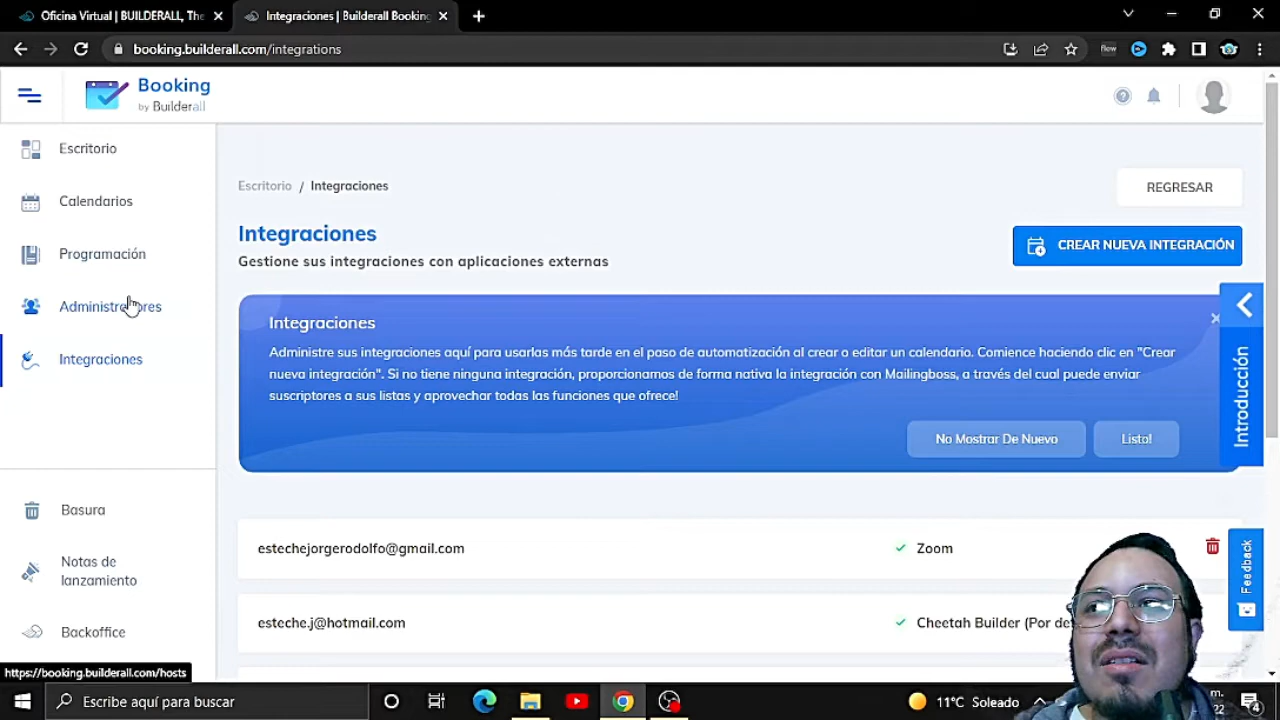 Oficina Virtual | BUILDERALL, The
Integraciones | Builderall Booking
booking.builderall.com/integrations
flow
Booking
by Builderall
Escritorio
Calendarios
Programación
Administradores
Integraciones
Basura
Notas de
lanzamiento
Backoffice
Escritorio / Integraciones
REGRESAR
Integraciones
Gestione sus integraciones con aplicaciones externas
CREAR NUEVA INTEGRACIÓN
Integraciones
Administre sus integraciones aquí para usarlas más tarde en el paso de automatización al crear o editar un calendario. Comience haciendo clic en "Crear
nueva integración". Si no tiene ninguna integración, proporcionamos de forma nativa la integración con Mailingboss, a través del cual puede enviar
suscriptores a sus listas y aprovechar todas las funciones que ofrece!
No Mostrar De Nuevo
Listo!
Introducción
estechejorgerodolfo@gmail.com
Zoom
esteche.j@hotmail.com
Cheetah Builder (Por de
Feedback
https://booking.builderall.com/hosts
Escribe aquí para buscar
11°C Soleado
4